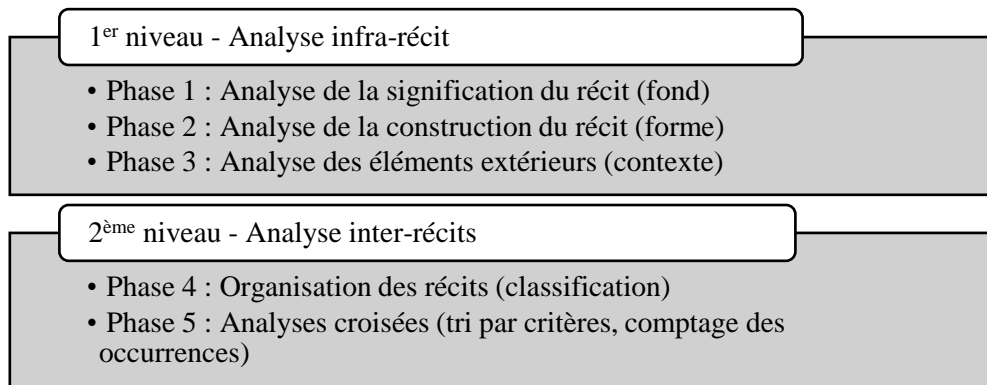 1er niveau - Analyse infra-récit
• Phase 1 : Analyse de la signification du récit (fond)
• Phase 2 : Analyse de la construction du récit (forme)
• Phase 3 : Analyse des éléments extérieurs (contexte)
2ème niveau - Analyse inter-récits
• Phase 4 : Organisation des récits (classification)
• Phase 5 : Analyses croisées (tri par critères, comptage des
occurrences)